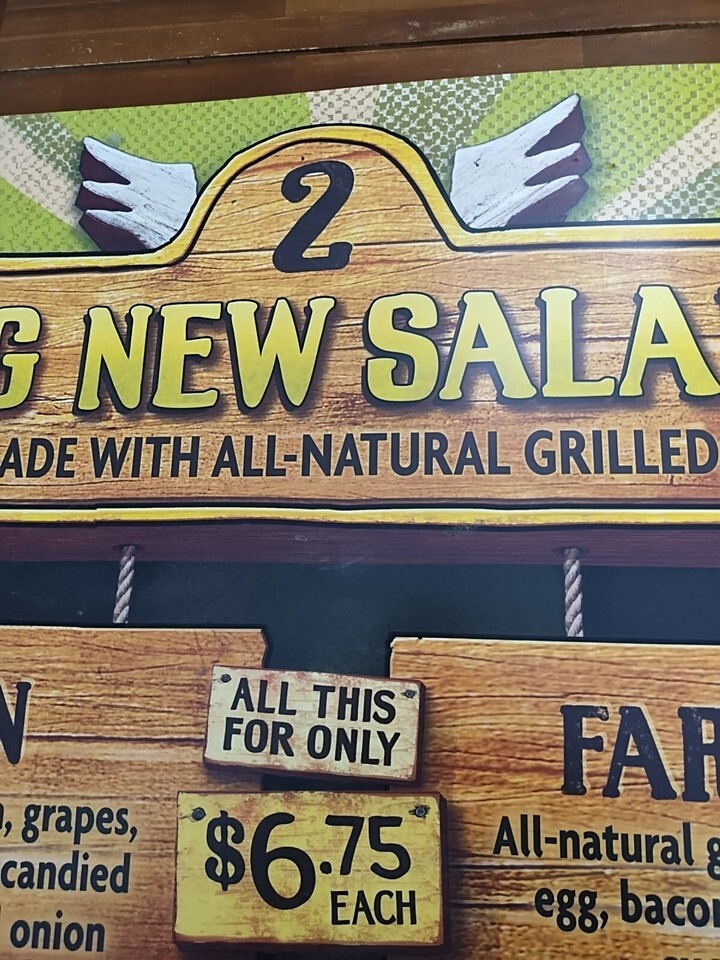 2
G NEW SALA
ADE WITH ALL-NATURAL GRILLED
N
, grapes,
candied
onion
ALL THIS
FOR ONLY
$6.75
EACH
FAR
All-natural g
egg, bacon